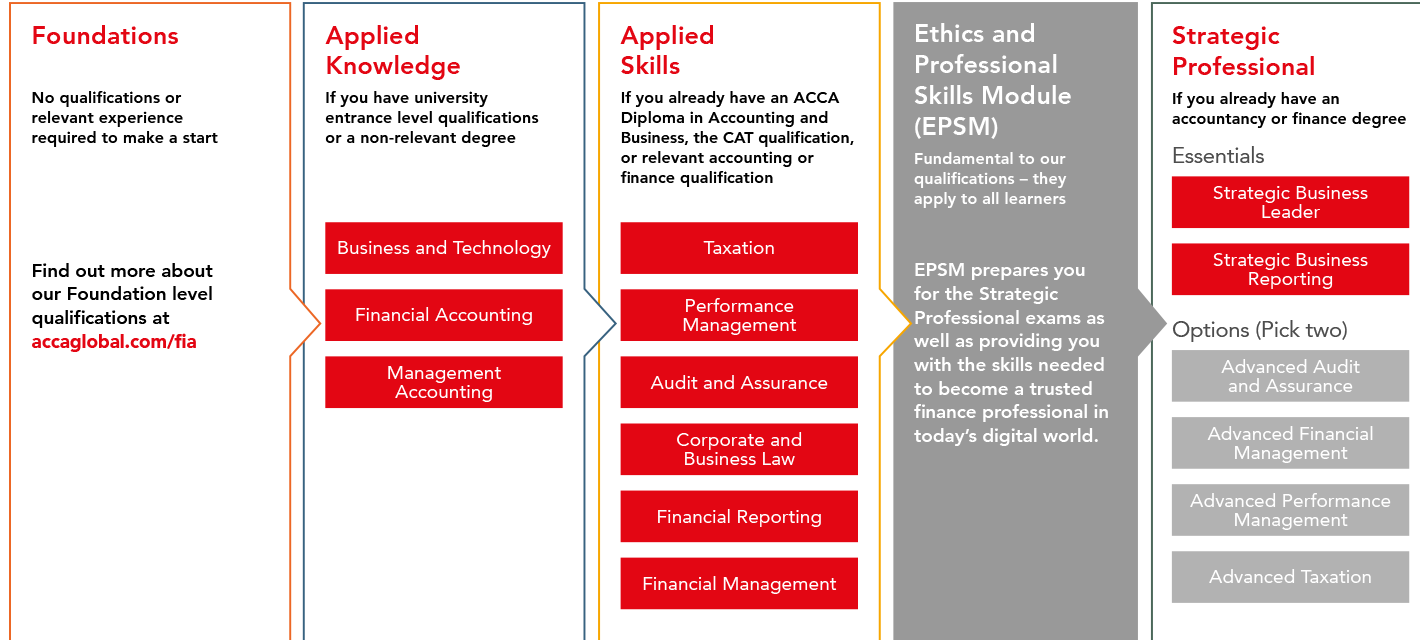 Foundations
No qualifications or
relevant experience
required to make a start
Find out more about
our Foundation level
qualifications at
accaglobal.com/fia
Applied
Knowledge
If you have university
entrance level qualifications
or a non-relevant degree
Business and Technology
Financial Accounting
Management
Accounting
Applied
Skills
If you already have an ACCA
Diploma in Accounting and
Business, the CAT qualification,
or relevant accounting or
finance qualification
Taxation
Performance
Management
Audit and Assurance
Corporate and
Business Law
Financial Reporting
Financial Management
Ethics and
Professional
Skills Module
(EPSM)
Fundamental to our
qualifications – they
apply to all learners
EPSM prepares you
for the Strategic
Professional exams as
well as providing you
with the skills needed
to become a trusted
finance professional in
today’s digital world.
Strategic
Professional
If you already have an
accountancy or finance degree
Essentials
Strategic Business
Leader
Strategic Business
Reporting
Options (Pick two)
Advanced Audit
and Assurance
Advanced Financial
Management
Advanced Performance
Management
Advanced Taxation